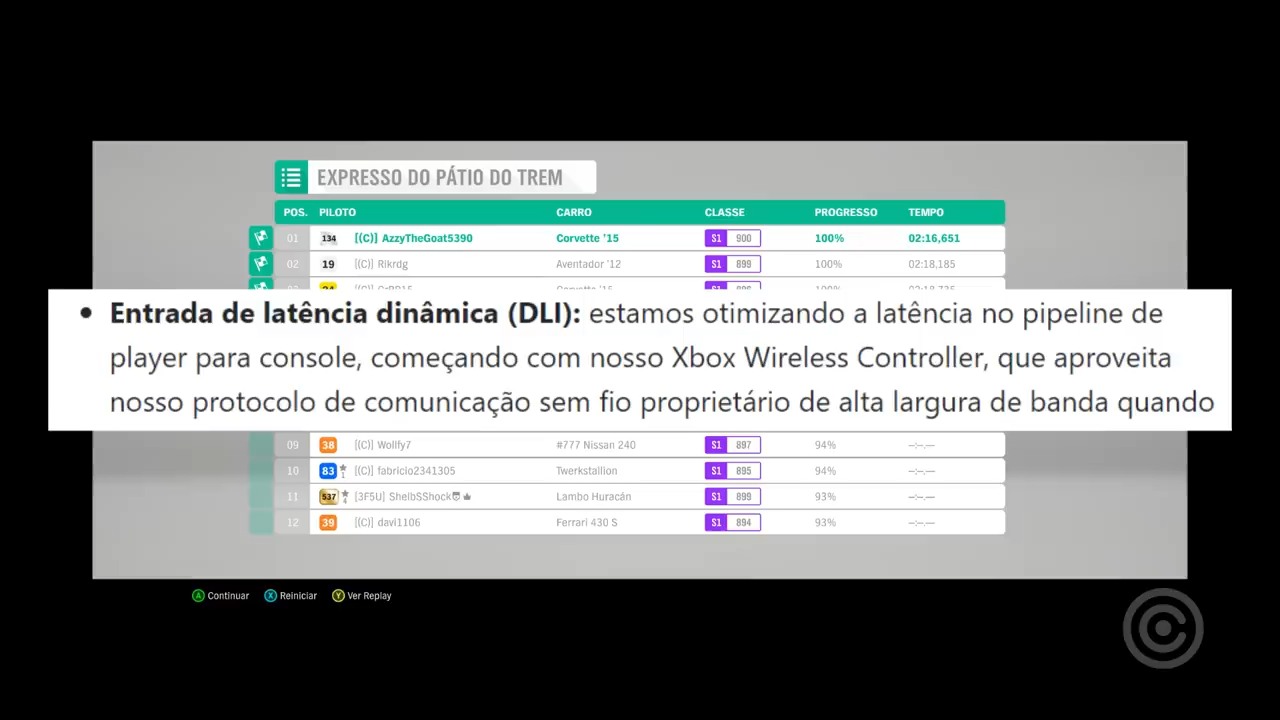 EXPRESSO DO PÁTIO DO TREM
POS. PILOTO CARRO CLASSE PROGRESSO TEMPO
01 134 [(C)] AzzyTheGoat5390 Corvette '15 S1 900 100% 02:16,651
02 19 [(C)] Rikrdg Aventador '12 S1 899 100% 02:18,185
• Entrada de latência dinâmica (DLI): estamos otimizando a latência no pipeline de
player para console, começando com nosso Xbox Wireless Controller, que aproveita
nosso protocolo de comunicação sem fio proprietário de alta largura de banda quando
09 38 [(C)] Wollfy7 #777 Nissan 240 S1 897 94% --:--.---
10 83 1 [(C)] fabricio2341305 Twerkstallion S1 895 94% --:--.---
11 537 4 [3F5U] ShelbSShock Lambo Huracán S1 899 93% --:--.---
12 39 [(C)] davi1106 Ferrari 430 S S1 894 93% --:--.---
A Continuar X Reiniciar Y Ver Replay